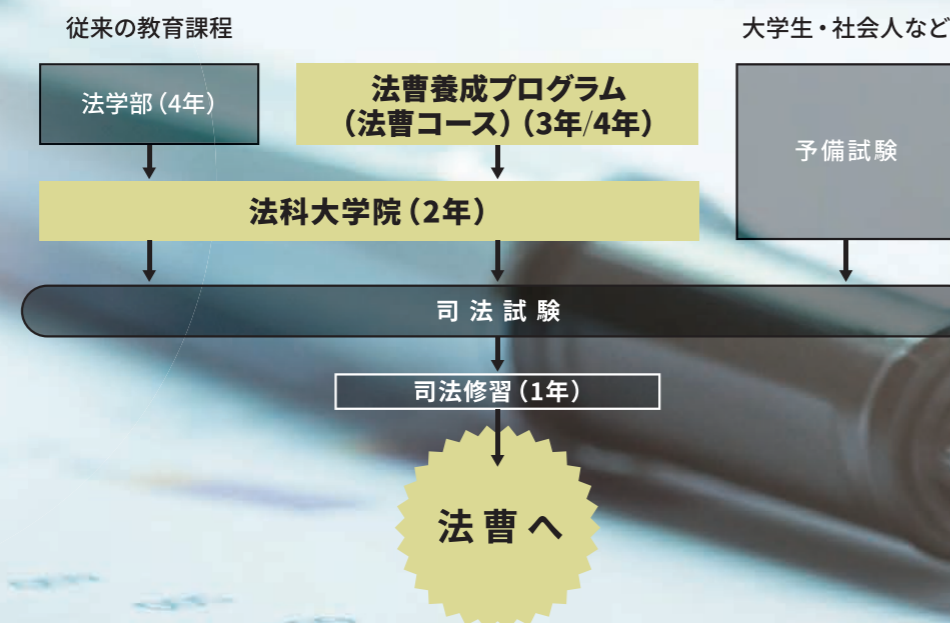 従来の教育課程
大学生・社会人など
法学部（4年）
法曹養成プログラム
（法曹コース）（3年/4年）
予備試験
法科大学院（2年）
司法試験
司法修習（1年）
法曹へ